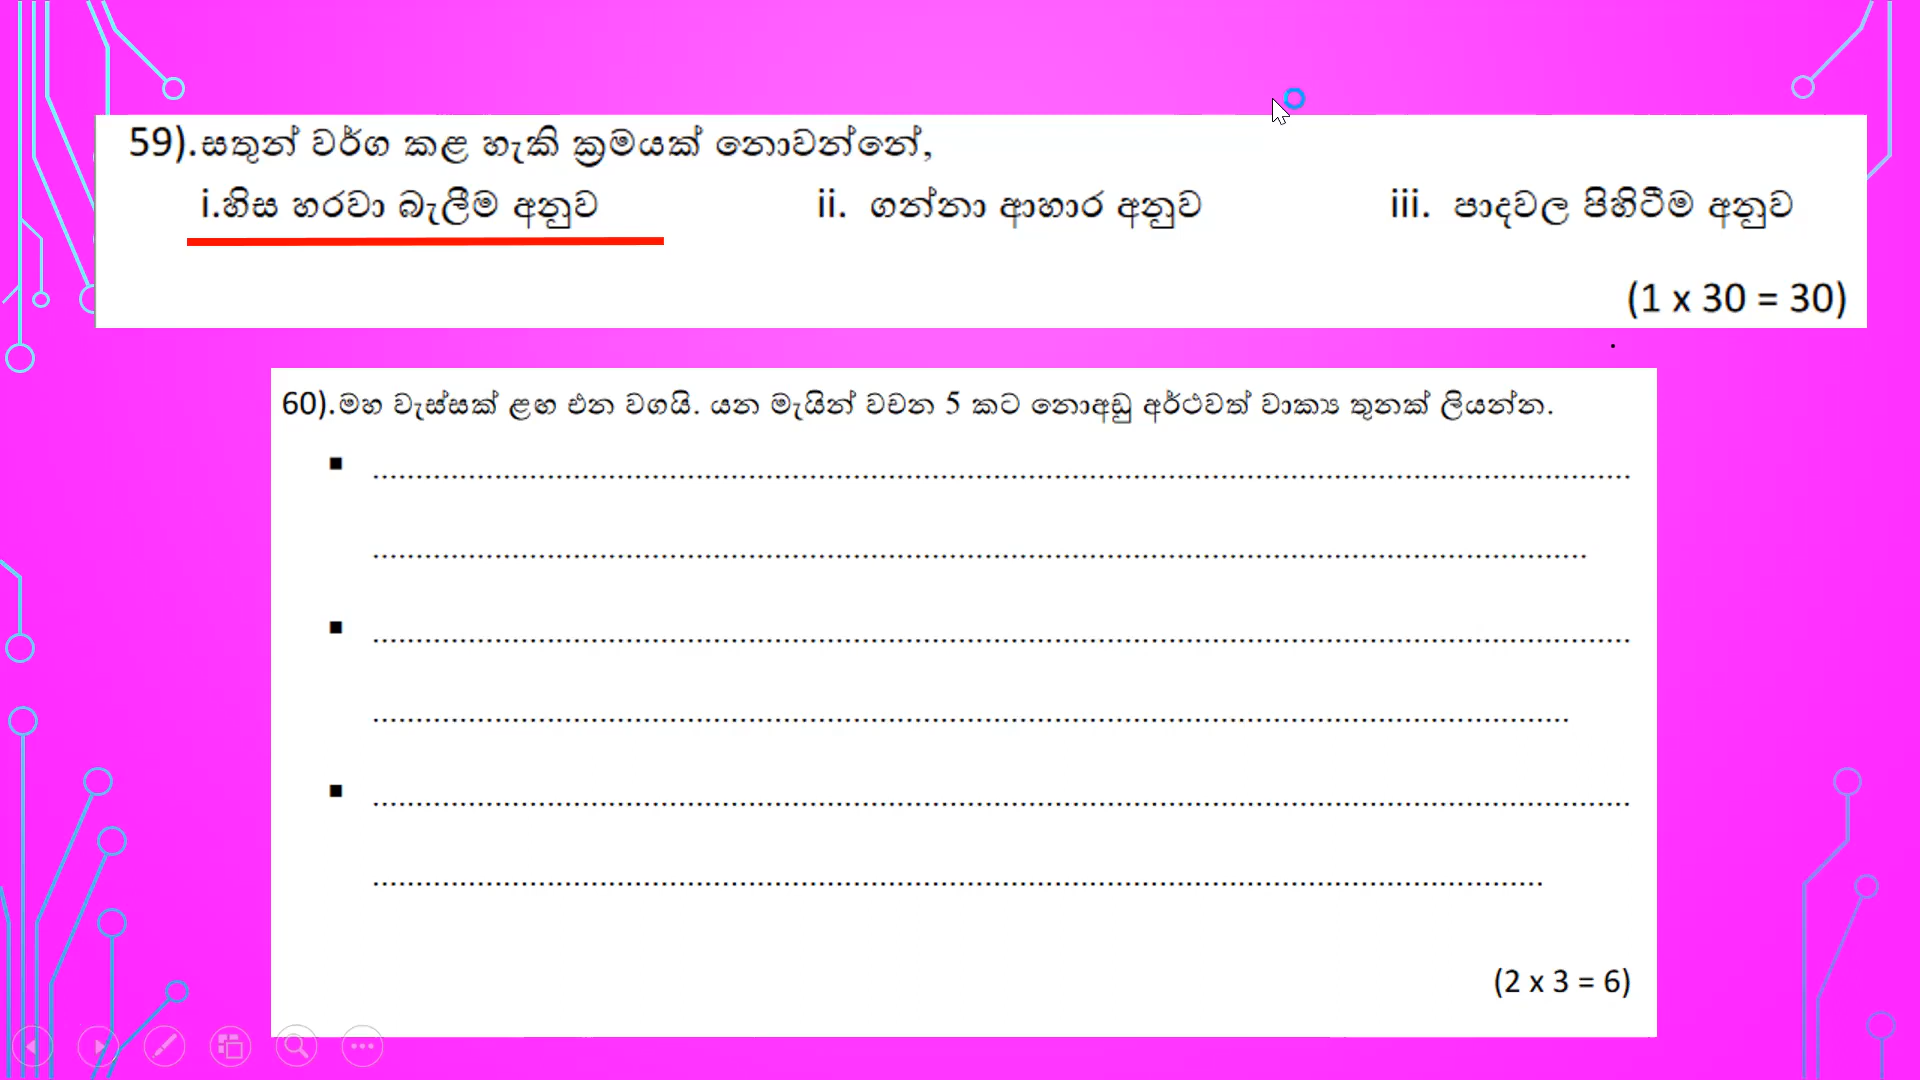 59).සතුන් වර්ග කළ හැකි ක්‍රමයක් නොවන්නේ,
i.හිස හරවා බැලීම අනුව ii. ගන්නා ආහාර අනුව iii. පාදවල පිහිටීම අනුව
(1 x 30 = 30)
60).මහ වැස්සක් ළඟ එන වගයි. යන මැයින් වචන 5 කට නොඅඩු අර්ථවත් වාක්‍ය තුනක් ලියන්න.
(2 x 3 = 6)